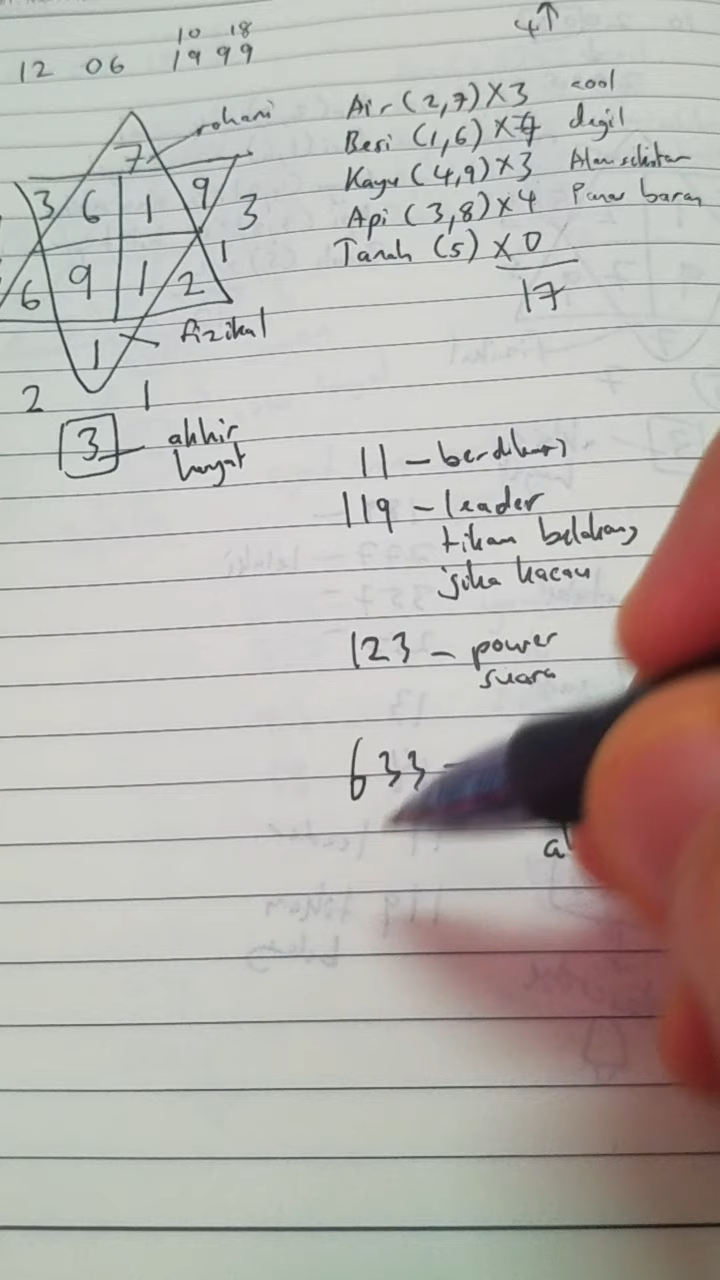 4↑
10 18
12 06 1999
rohani
7
3 6 1 9 3
6 9 1 2 1
fizikal
1
2 1
3 akhir
hayat
Air (2,7) X 3 cool
Besi (1,6) X 4 degil
Kayu (4,9) X 3 Alam sekitar
Api (3,8) X 4 Panas baran
Tanah (5) X 0
17
11 - berdikari
119 - leader
tikam belakang
jika kacau
123 - power
suara
633 -